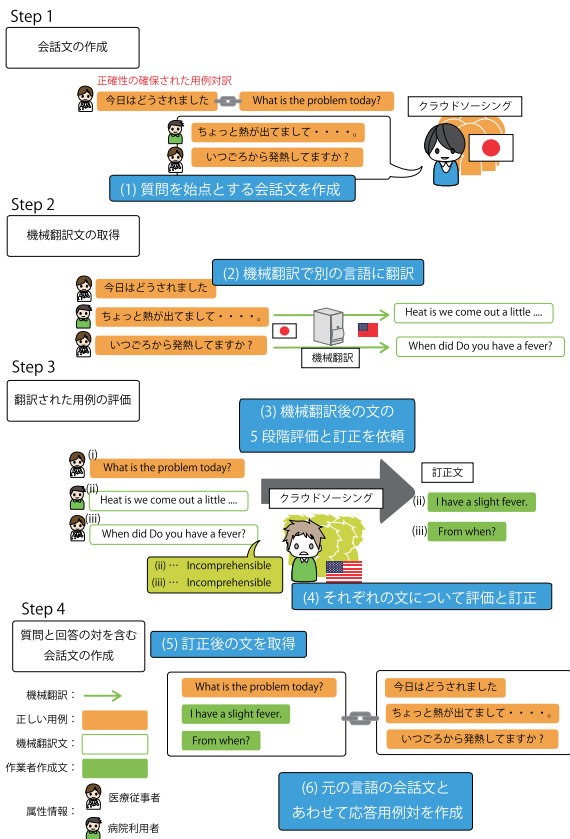 Step 1
会話文の作成
正確性の確保された用例対訳
今日はどうされました
What is the problem today?
クラウドソーシング
ちょっと熱が出てまして・・・・。
いつごろから発熱してますか？
(1) 質問を始点とする会話文を作成
Step 2
機械翻訳文の取得
(2) 機械翻訳で別の言語に翻訳
今日はどうされました
ちょっと熱が出てまして・・・・。
Heat is we come out a little ....
いつごろから発熱してますか？
When did Do you have a fever?
機械翻訳
Step 3
翻訳された用例の評価
(3) 機械翻訳後の文の
5 段階評価と訂正を依頼
(i)
What is the problem today?
(ii)
Heat is we come out a little ....
(iii)
When did Do you have a fever?
クラウドソーシング
訂正文
(ii) I have a slight fever.
(iii) From when?
(ii) … Incomprehensible
(iii) … Incomprehensible
(4) それぞれの文について評価と訂正
Step 4
質問と回答の対を含む
会話文の作成
(5) 訂正後の文を取得
機械翻訳：
正しい用例：
機械翻訳文：
作業者作成文：
属性情報：
医療従事者
病院利用者
What is the problem today?
I have a slight fever.
From when?
今日はどうされました
ちょっと熱が出てまして・・・・。
いつごろから発熱してますか？
(6) 元の言語の会話文と
あわせて応答用例対を作成